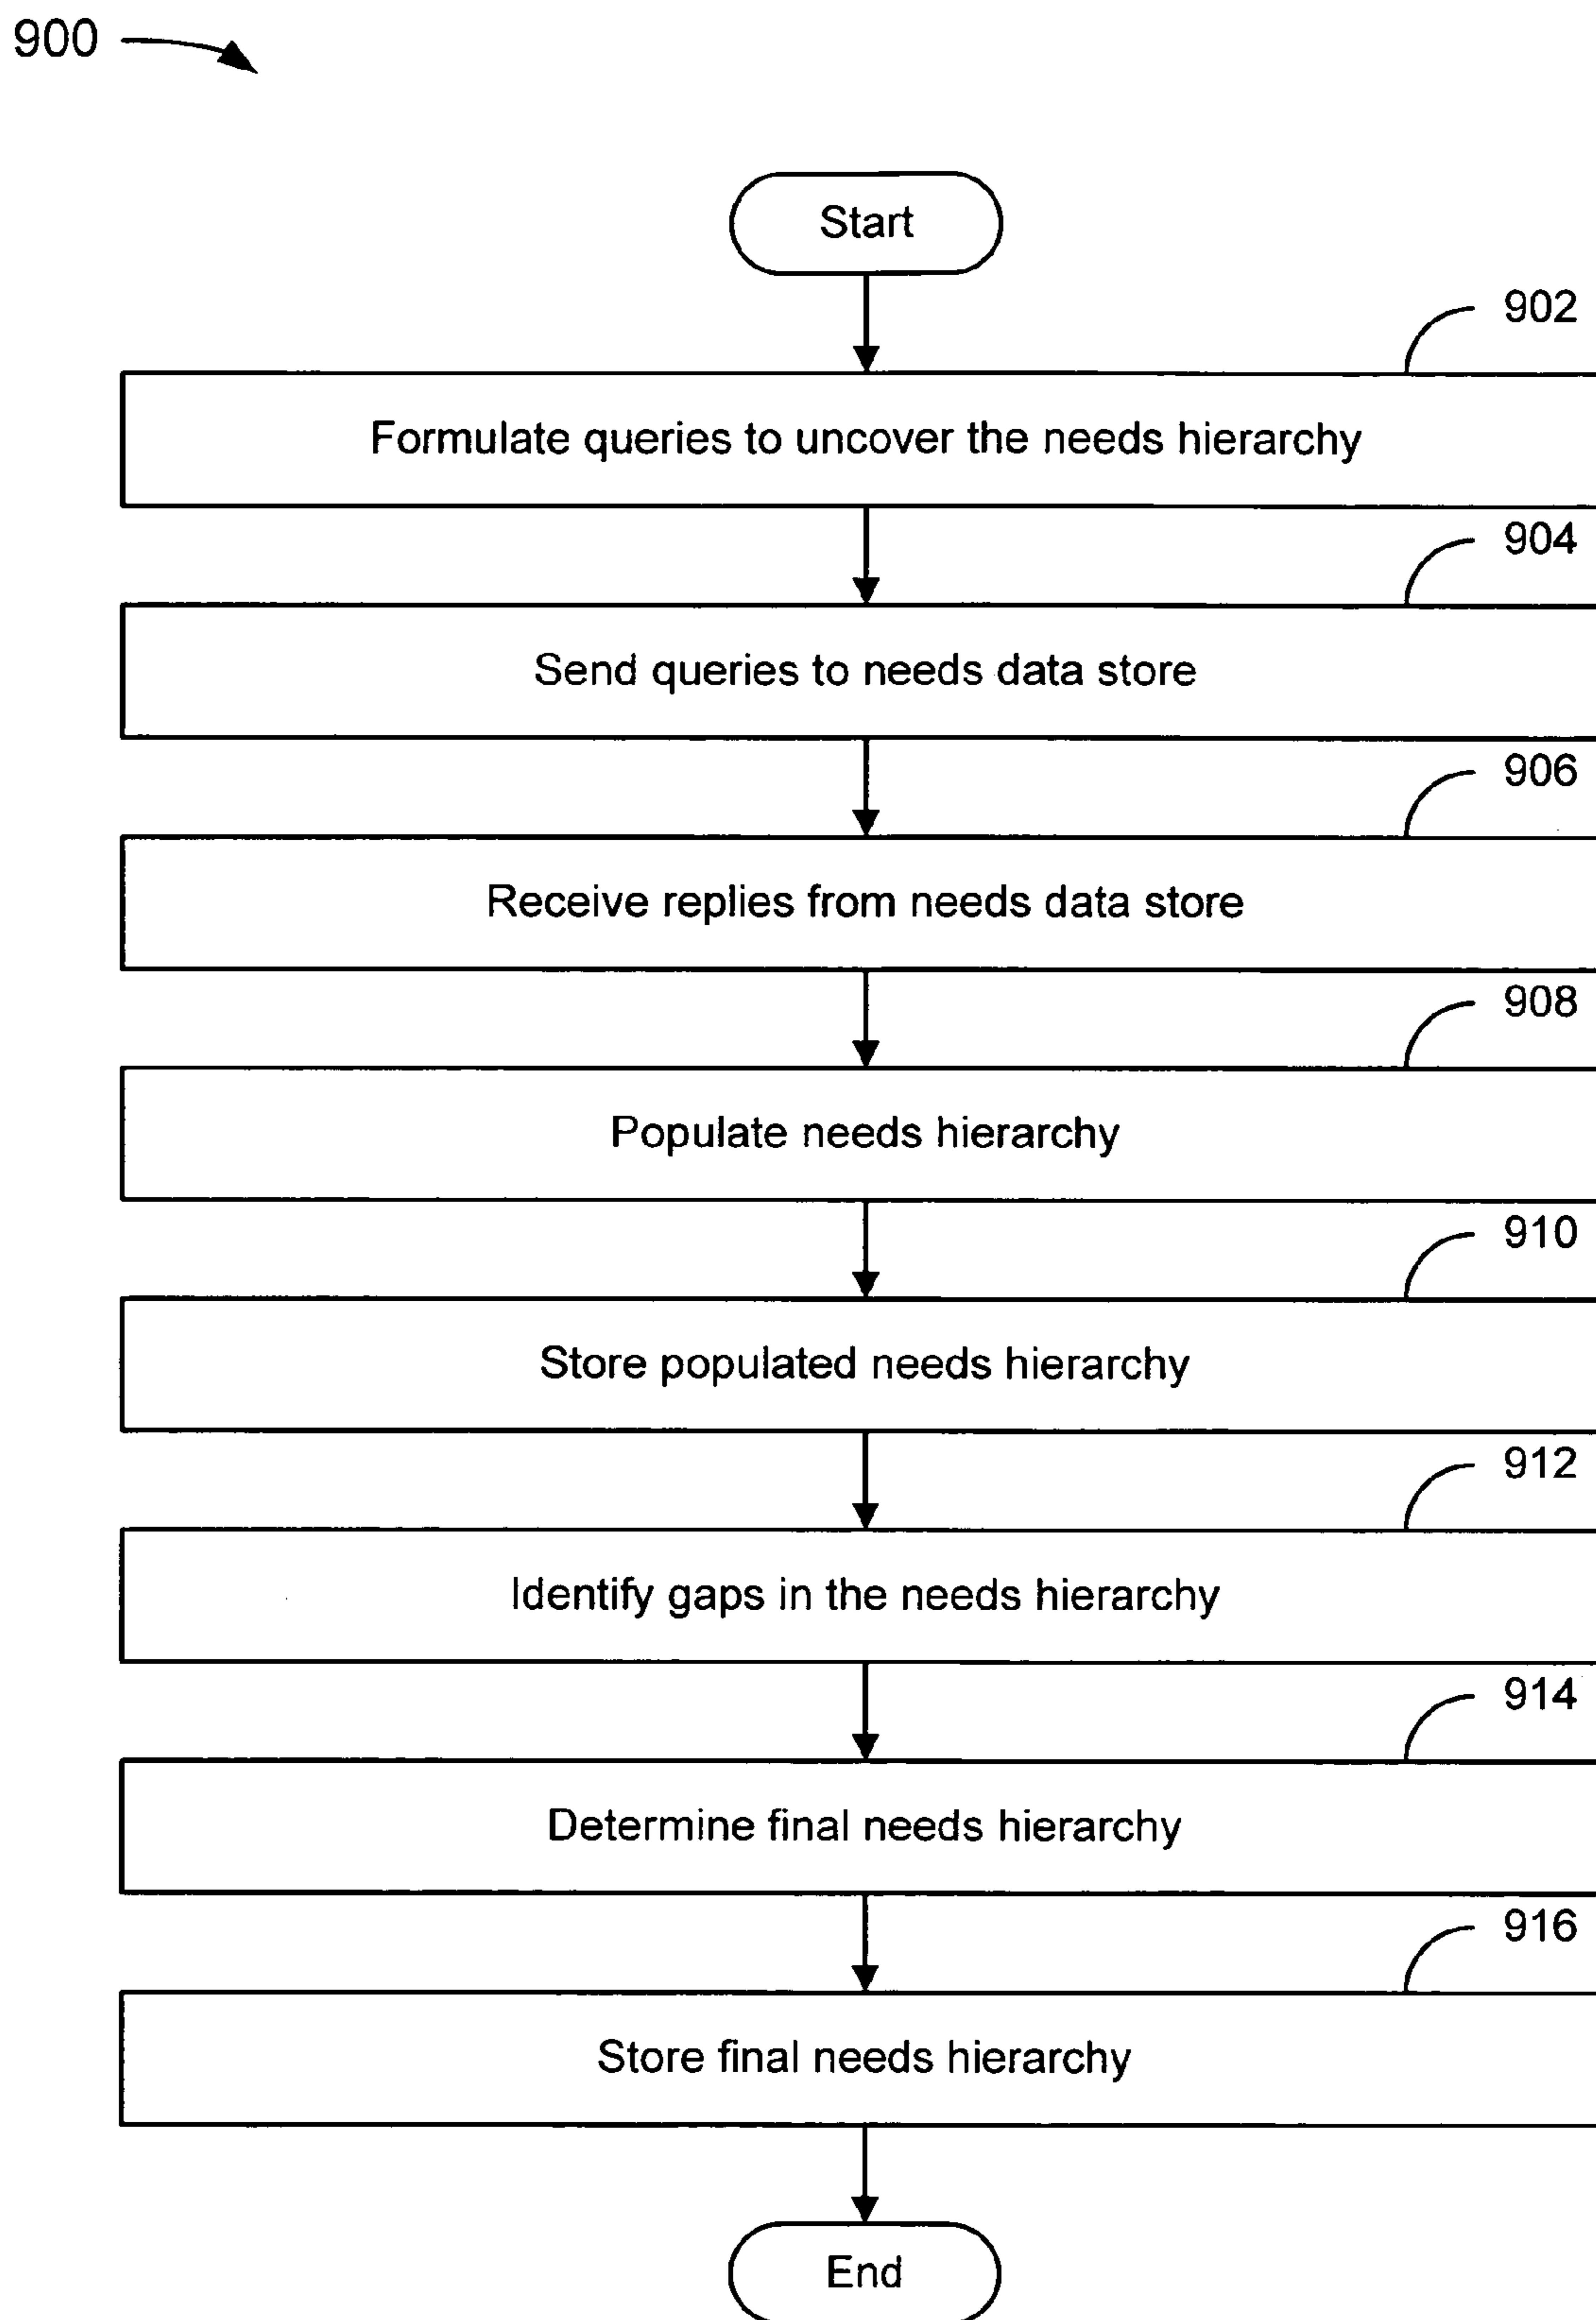 900
Start
902
Formulate queries to uncover the needs hierarchy
904
Send queries to needs data store
906
Receive replies from needs data store
908
Populate needs hierarchy
910
Store populated needs hierarchy
912
Identify gaps in the needs hierarchy
914
Determine final needs hierarchy
916
Store final needs hierarchy
End